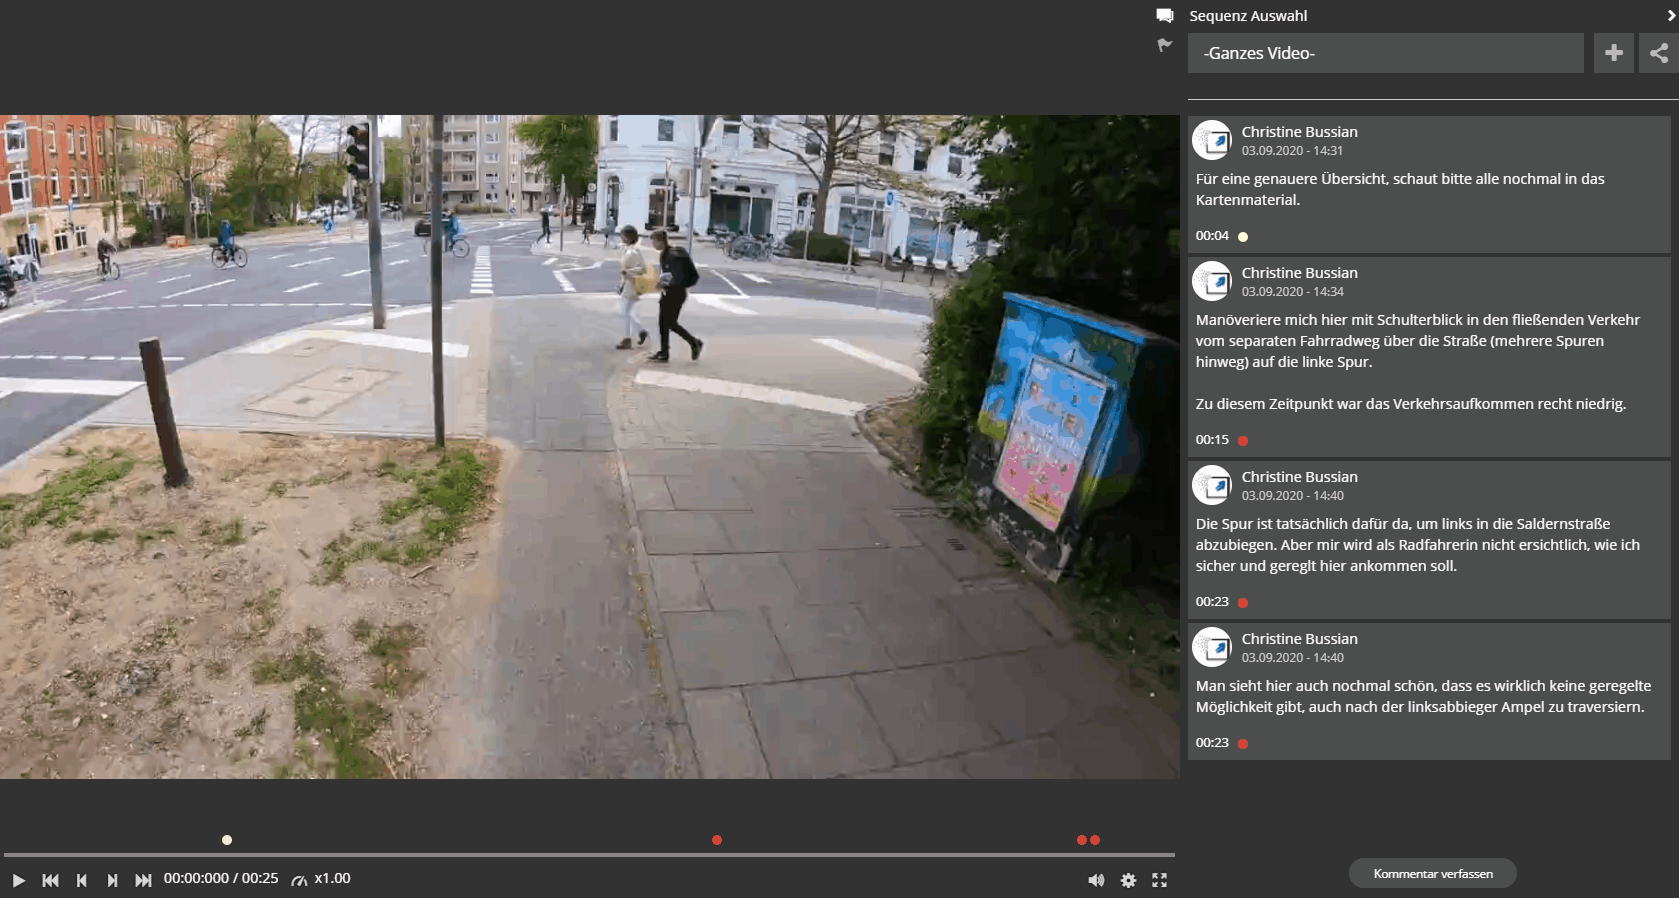 Sequenz Auswahl
-Ganzes Video-
Christine Bussian
03.09.2020 - 14:31
Für eine genauere Übersicht, schaut bitte alle nochmal in das
Kartenmaterial.
00:04
Christine Bussian
03.09.2020 - 14:34
Manöveriere mich hier mit Schulterblick in den fließenden Verkehr
vom separaten Fahrradweg über die Straße (mehrere Spuren
hinweg) auf die linke Spur.
Zu diesem Zeitpunkt war das Verkehrsaufkommen recht niedrig.
00:15
Christine Bussian
03.09.2020 - 14:40
Die Spur ist tatsächlich dafür da, um links in die Saldernstraße
abzubiegen. Aber mir wird als Radfahrerin nicht ersichtlich, wie ich
sicher und gereglt hier ankommen soll.
00:23
Christine Bussian
03.09.2020 - 14:40
Man sieht hier auch nochmal schön, dass es wirklich keine geregelte
Möglichkeit gibt, auch nach der linksabbieger Ampel zu traversiern.
00:23
00:00:000 / 00:25
x1.00
Kommentar verfassen